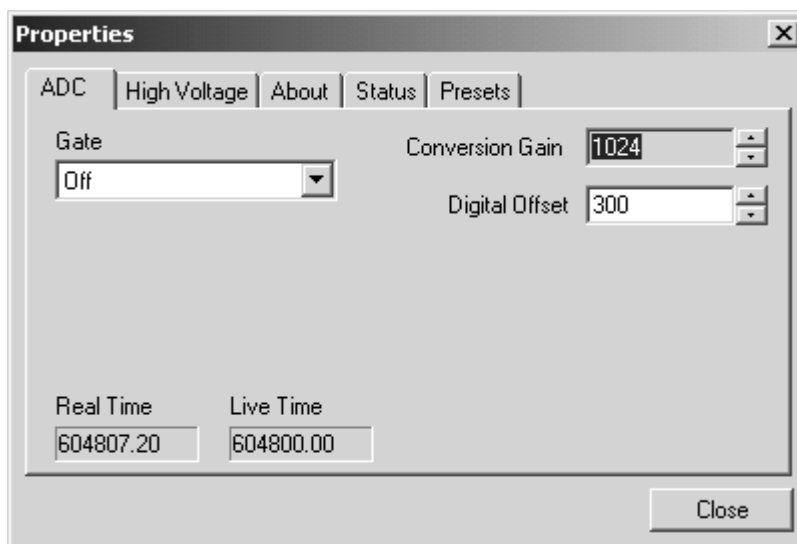 Properties
ADC High Voltage About Status Presets
Gate
Off
Conversion Gain 1024
Digital Offset 300
Real Time Live Time
604807.20 604800.00
Close